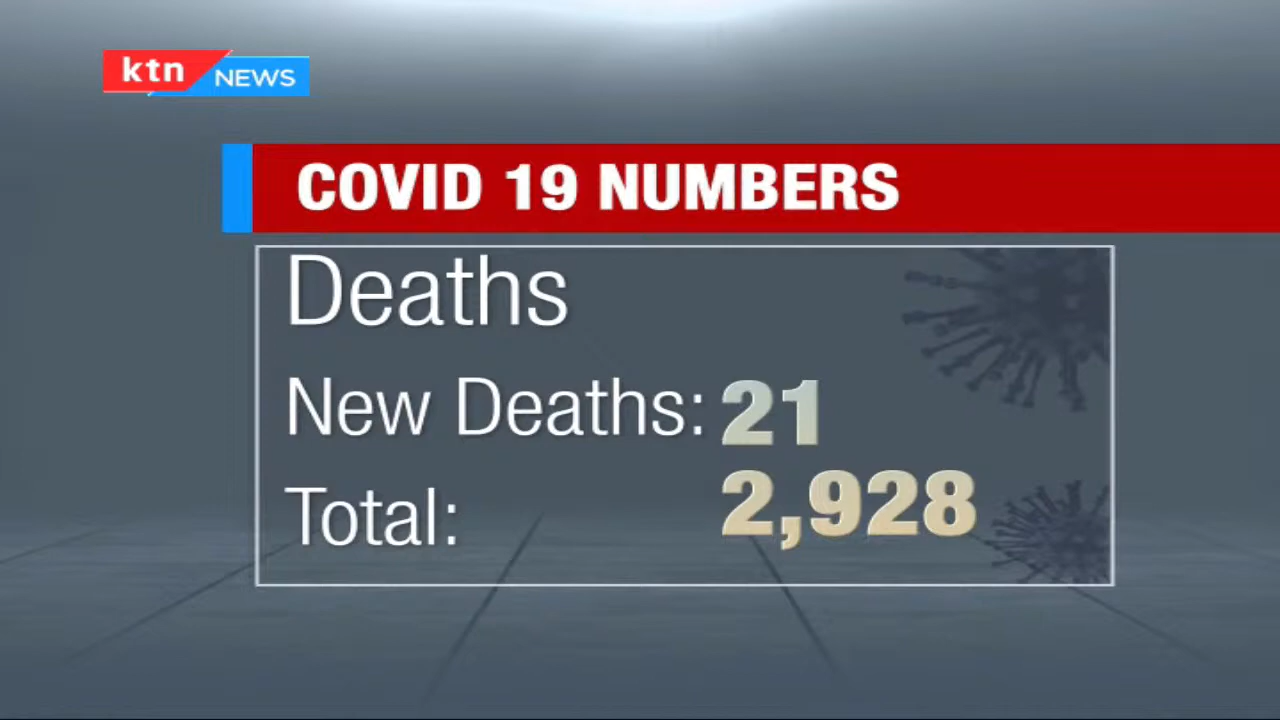 ktn NEWS
COVID 19 NUMBERS
Deaths
New Deaths: 21
Total: 2,928